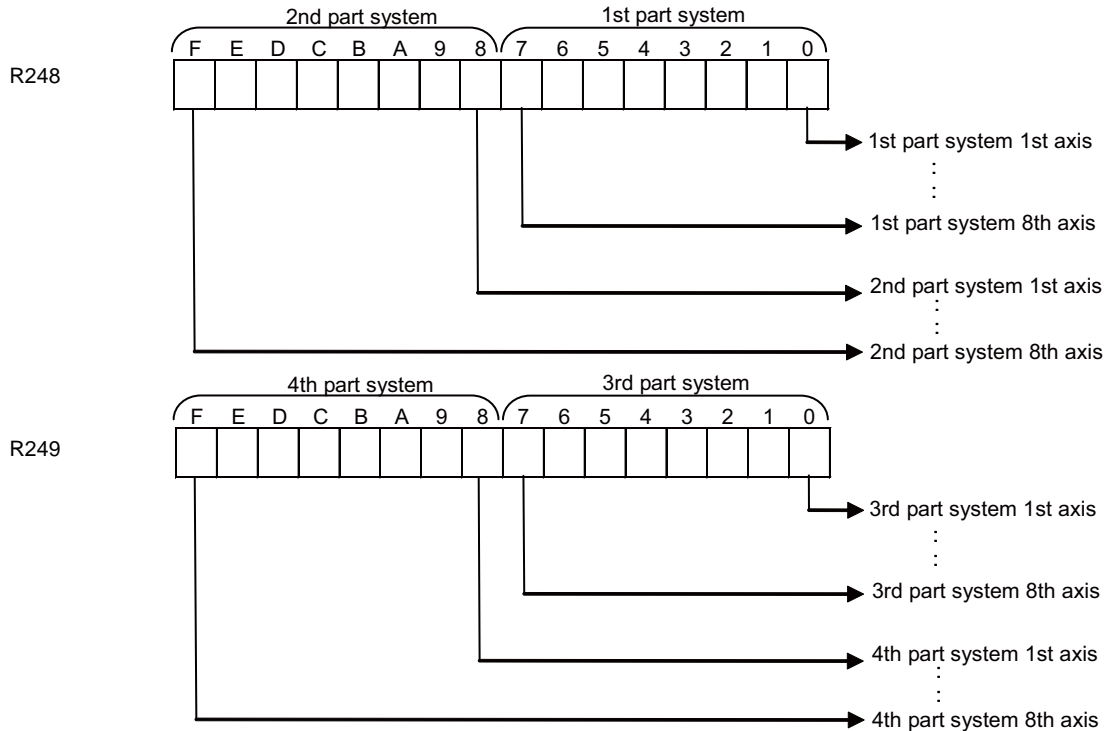 2nd part system 1st part system
F E D C B A 9 8 7 6 5 4 3 2 1 0
R248
1st part system 1st axis
1st part system 8th axis
2nd part system 1st axis
2nd part system 8th axis
4th part system 3rd part system
F E D C B A 9 8 7 6 5 4 3 2 1 0
R249
3rd part system 1st axis
3rd part system 8th axis
4th part system 1st axis
4th part system 8th axis